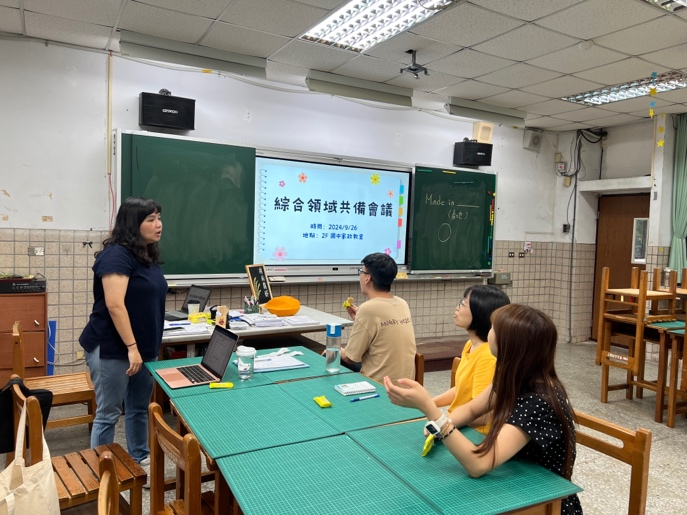 綜合領域共備會議
時間：2024/9/26
地點：2F 國中家政教室
Made in ____